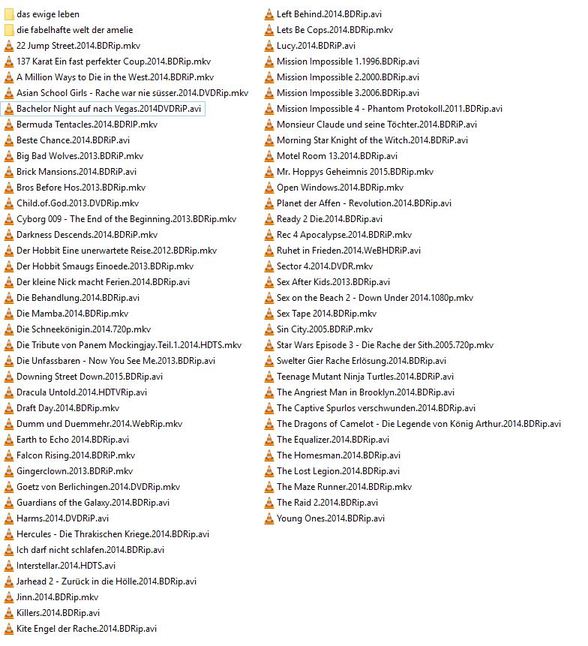 das ewige leben
die fabelhafte welt der amelie
22 Jump Street.2014.BDRip.mkv
137 Karat Ein fast perfekter Coup.2014.BDRip.avi
A Million Ways to Die in the West.2014.BDRiP.mkv
Asian School Girls - Rache war nie süsser.2014.DVDRip.mkv
Bachelor Night auf nach Vegas.2014DVDRiP.avi
Bermuda Tentacles.2014.BDRIP.mkv
Beste Chance.2014.BDRiP.avi
Big Bad Wolves.2013.BDRip.mkv
Brick Mansions.2014.BDRiP.avi
Bros Before Hos.2013.BDRip.mkv
Child.of.God.2013.DVDRip.mkv
Cyborg 009 - The End of the Beginning.2013.BDRip.mkv
Darkness Descends.2014.BDRiP.mkv
Der Hobbit Eine unerwartete Reise.2012.BDRip.mkv
Der Hobbit Smaugs Einoede.2013.BDRip.mkv
Der kleine Nick macht Ferien.2014.BDRip.avi
Die Behandlung.2014.BDRip.avi
Die Mamba.2014.BDRip.mkv
Die Schneekönigin.2014.720p.mkv
Die Tribute von Panem Mockingjay.Teil.1.2014.HDTS.mkv
Die Unfassbaren - Now You See Me.2013.BDRip.avi
Downing Street Down.2015.BDRip.avi
Dracula Untold.2014.HDTVRip.avi
Draft Day.2014.BDRip.mkv
Dumm und Duemmehr.2014.WebRip.mkv
Earth to Echo 2014.BDRip.avi
Falcon Rising.2014.BDRiP.mkv
Gingerclown.2013.BDRiP.mkv
Goetz von Berlichingen.2014.DVDRip.mkv
Guardians of the Galaxy.2014.BDRip.avi
Harms.2014.DVDRiP.avi
Hercules - Die Thrakischen Kriege.2014.BDRip.avi
Ich darf nicht schlafen.2014.BDRip.avi
Interstellar.2014.HDTS.avi
Jarhead 2 - Zurück in die Hölle.2014.BDRip.avi
Jinn.2014.BDRip.mkv
Killers.2014.BDRip.avi
Kite Engel der Rache.2014.BDRip.avi
Left Behind.2014.BDRip.avi
Lets Be Cops.2014.BDRip.mkv
Lucy.2014.BDRiP.avi
Mission Impossible 1.1996.BDRip.avi
Mission Impossible 2.2000.BDRip.avi
Mission Impossible 3.2006.BDRip.avi
Mission Impossible 4 - Phantom Protokoll.2011.BDRip.avi
Monsieur Claude und seine Töchter.2014.BDRip.avi
Morning Star Knight of the Witch.2014.BDRip.avi
Motel Room 13.2014.BDRip.avi
Mr. Hoppys Geheimnis 2015.BDRip.mkv
Open Windows.2014.BDRip.mkv
Planet der Affen - Revolution.2014.BDRip.avi
Ready 2 Die.2014.BDRip.avi
Rec 4 Apocalypse.2014.BDRiP.mkv
Ruhet in Frieden.2014.WeBHDRiP.avi
Sector 4.2014.DVDR.mkv
Sex After Kids.2013.BDRip.avi
Sex on the Beach 2 - Down Under 2014.1080p.mkv
Sex Tape 2014.BDRip.mkv
Sin City.2005.BDRiP.mkv
Star Wars Episode 3 - Die Rache der Sith.2005.720p.mkv
Swelter Gier Rache Erlösung.2014.BDRip.avi
Teenage Mutant Ninja Turtles.2014.BDRiP.avi
The Angriest Man in Brooklyn.2014.BDRip.avi
The Captive Spurlos verschwunden.2014.BDRip.avi
The Dragons of Camelot - Die Legende von König Arthur.2014.BDRip.avi
The Equalizer.2014.BDRip.avi
The Homesman.2014.BDRip.avi
The Lost Legion.2014.BDRip.avi
The Maze Runner.2014.BDRip.mkv
The Raid 2.2014.BDRip.avi
Young Ones.2014.BDRip.avi